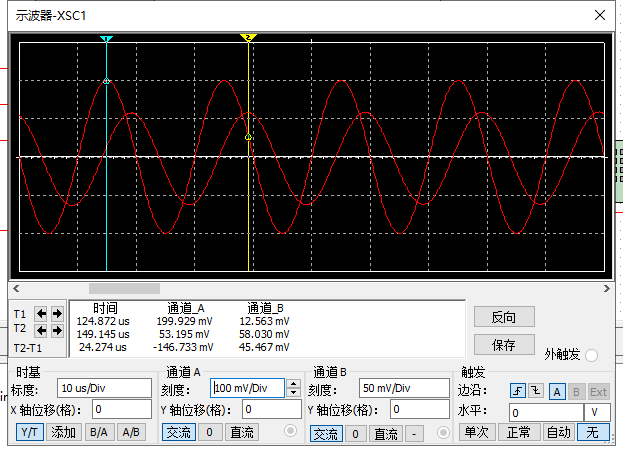 示波器-XSC1
1
2
时间 通道_A 通道_B
T1 124.872 us 199.929 mV 12.563 mV
T2 149.145 us 53.195 mV 58.030 mV
T2-T1 24.274 us -146.733 mV 45.467 mV
反向
保存
外触发
时基 通道A 通道B 触发
标度: 10 us/Div 刻度: 100 mV/Div 刻度: 50 mV/Div 边沿: A B Ext
X 轴位移(格): 0 Y 轴位移(格): 0 Y 轴位移(格): 0 水平: 0 V
Y/T 添加 B/A A/B 交流 0 直流 交流 0 直流 - 单次 正常 自动 无